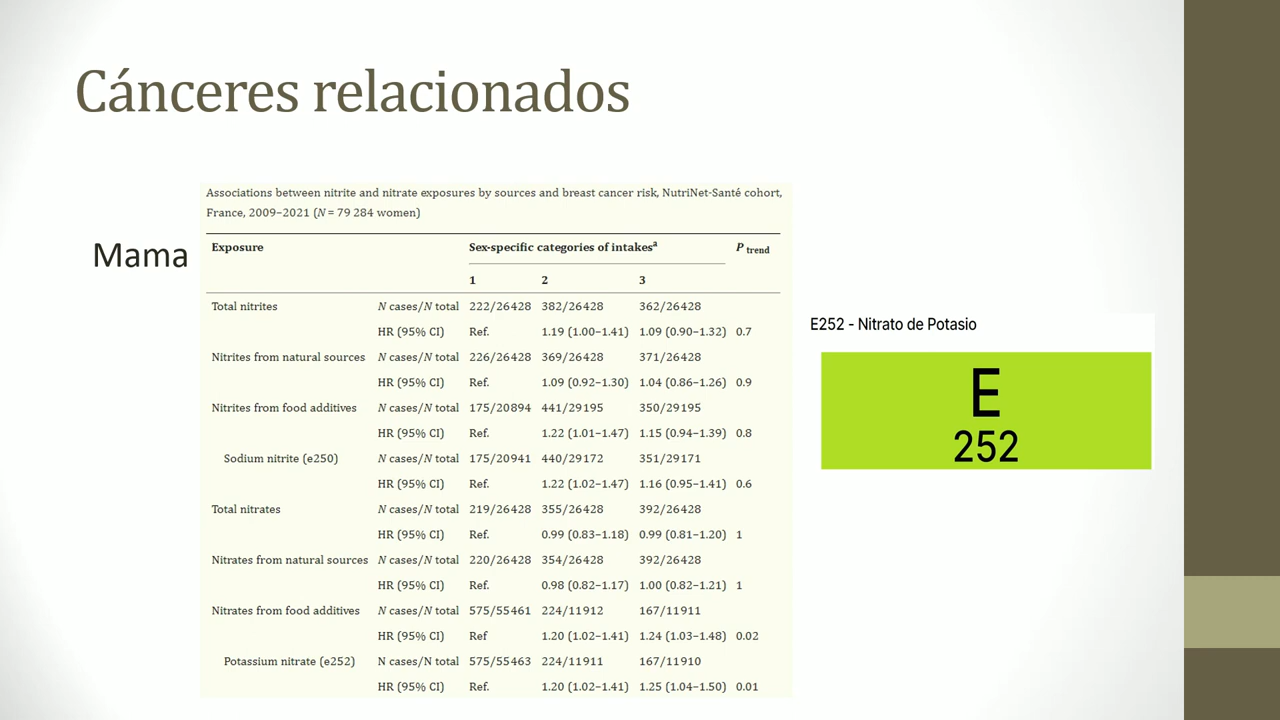 Cánceres relacionados
Mama
Associations between nitrite and nitrate exposures by sources and breast cancer risk, NutriNet-Santé cohort,
France, 2009–2021 (N = 79 284 women)
Exposure Sex-specific categories of intakesᵃ P trend
1 2 3
Total nitrites N cases/N total 222/26428 382/26428 362/26428
HR (95% CI) Ref. 1.19 (1.00–1.41) 1.09 (0.90–1.32) 0.7
Nitrites from natural sources N cases/N total 226/26428 369/26428 371/26428
HR (95% CI) Ref. 1.09 (0.92–1.30) 1.04 (0.86–1.26) 0.9
Nitrites from food additives N cases/N total 175/20894 441/29195 350/29195
HR (95% CI) Ref. 1.22 (1.01–1.47) 1.15 (0.94–1.39) 0.8
Sodium nitrite (e250) N cases/N total 175/20941 440/29172 351/29171
HR (95% CI) Ref. 1.22 (1.02–1.47) 1.16 (0.95–1.41) 0.6
Total nitrates N cases/N total 219/26428 355/26428 392/26428
HR (95% CI) Ref. 0.99 (0.83–1.18) 0.99 (0.81–1.20) 1
Nitrates from natural sources N cases/N total 220/26428 354/26428 392/26428
HR (95% CI) Ref. 0.98 (0.82–1.17) 1.00 (0.82–1.21) 1
Nitrates from food additives N cases/N total 575/55461 224/11912 167/11911
HR (95% CI) Ref 1.20 (1.02–1.41) 1.24 (1.03–1.48) 0.02
Potassium nitrate (e252) N cases/N total 575/55463 224/11911 167/11910
HR (95% CI) Ref. 1.20 (1.02–1.41) 1.25 (1.04–1.50) 0.01
E252 - Nitrato de Potasio
E
252